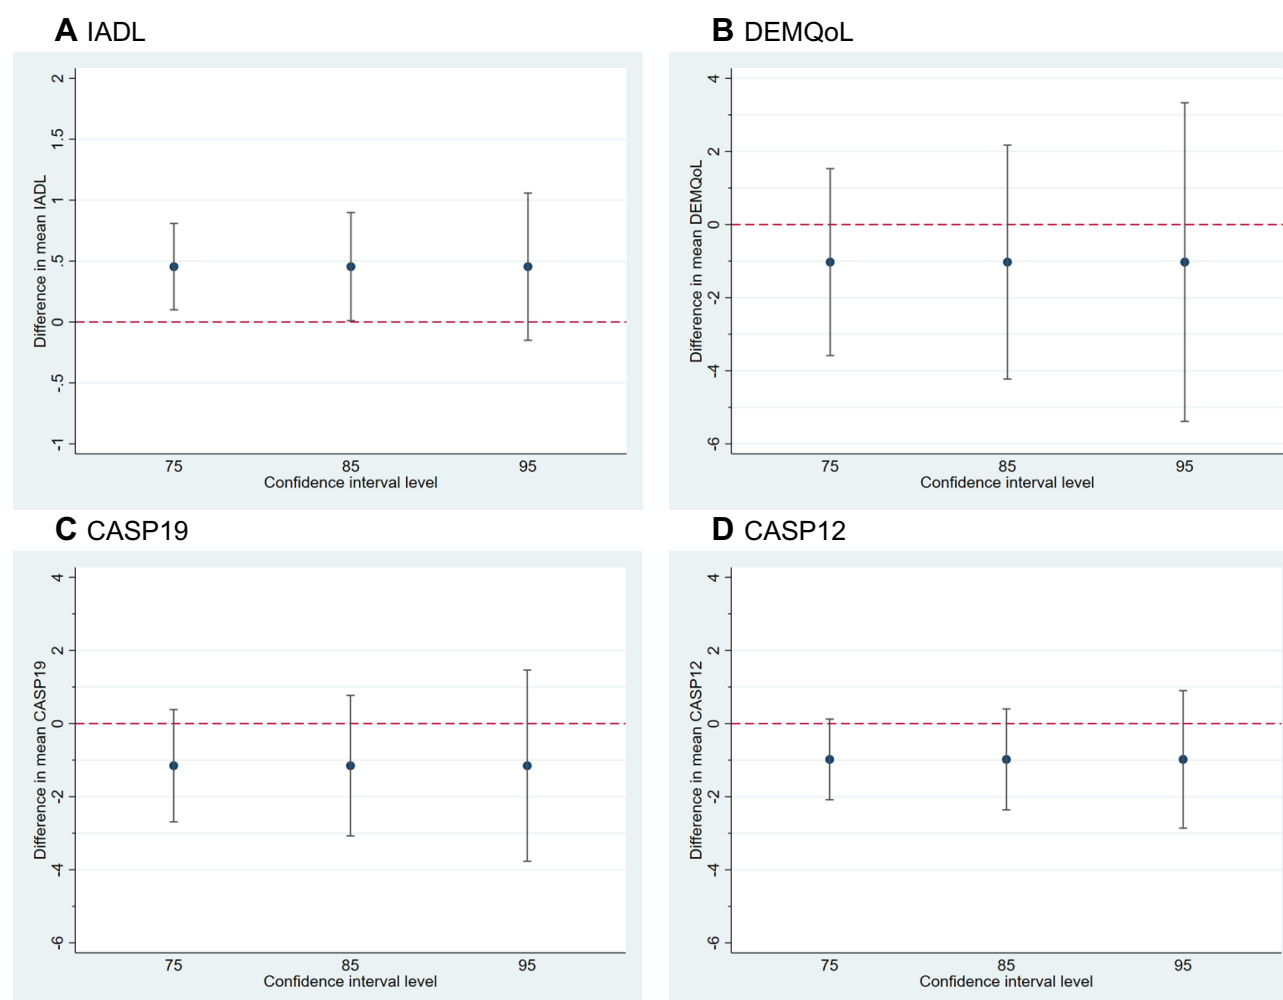 A IADL
Difference in mean IADL
2
1.5
1
.5
0
-.5
-1
75 85 95
Confidence interval level
B DEMQoL
Difference in mean DEMQoL
4
2
0
-2
-4
-6
75 85 95
Confidence interval level
C CASP19
Difference in mean CASP19
4
2
0
-2
-4
-6
75 85 95
Confidence interval level
D CASP12
Difference in mean CASP12
4
2
0
-2
-4
-6
75 85 95
Confidence interval level